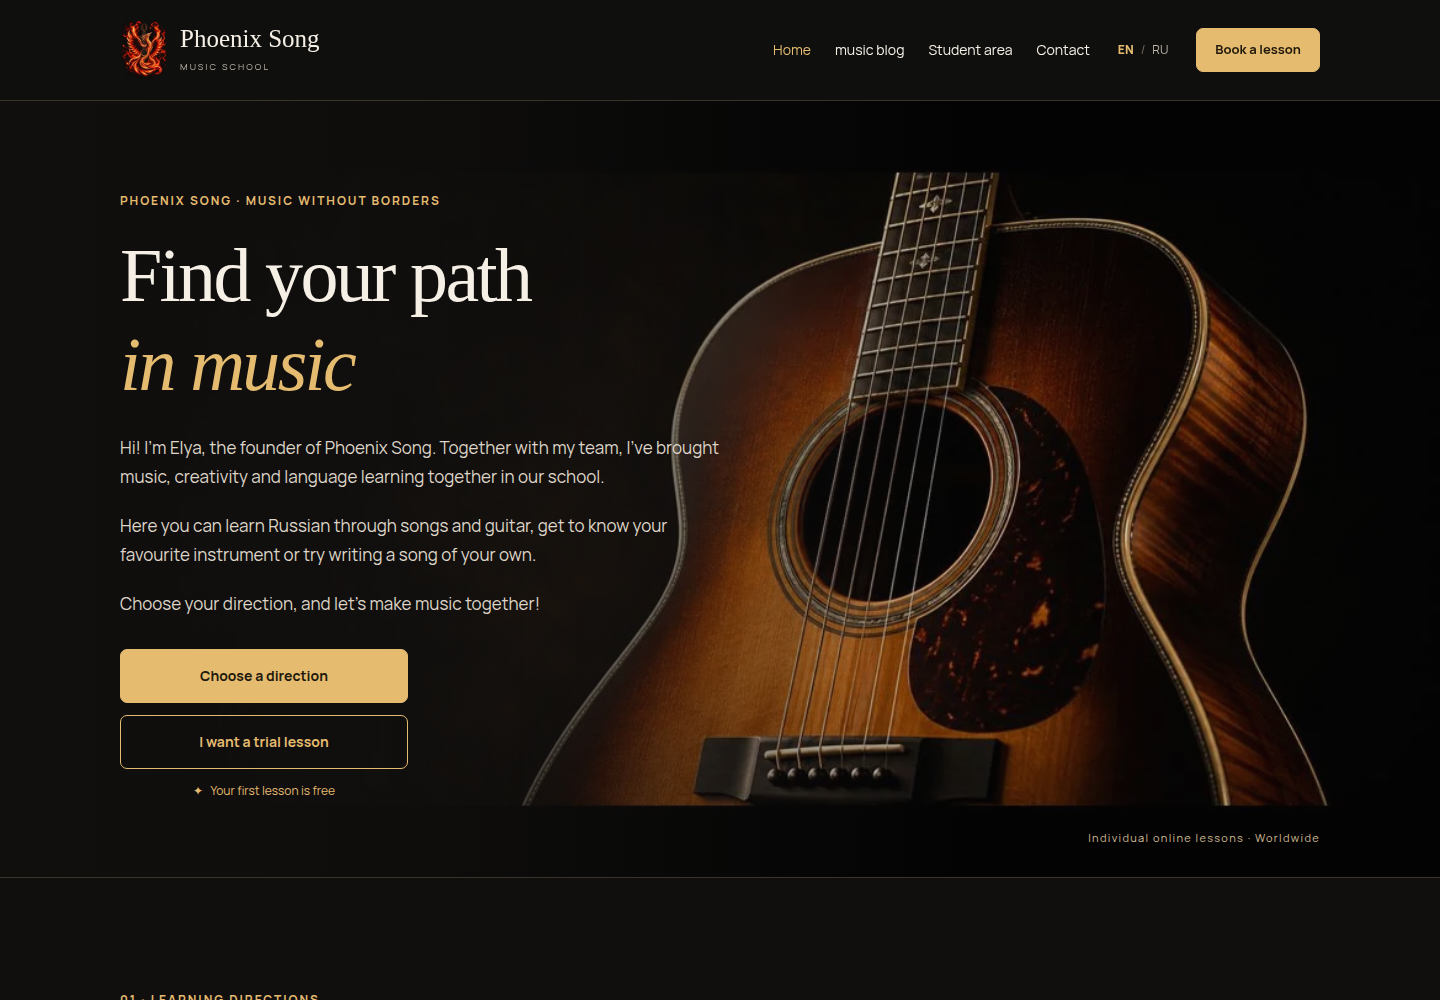 Phoenix Song
MUSIC SCHOOL
Home
music blog
Student area
Contact
EN / RU
Book a lesson
PHOENIX SONG · MUSIC WITHOUT BORDERS
Find your path
in music
Hi! I'm Elya, the founder of Phoenix Song. Together with my team, I've brought
music, creativity and language learning together in our school.
Here you can learn Russian through songs and guitar, get to know your
favourite instrument or try writing a song of your own.
Choose your direction, and let's make music together!
Choose a direction
I want a trial lesson
✦ Your first lesson is free
Individual online lessons · Worldwide
01 · LEARNING DIRECTIONS